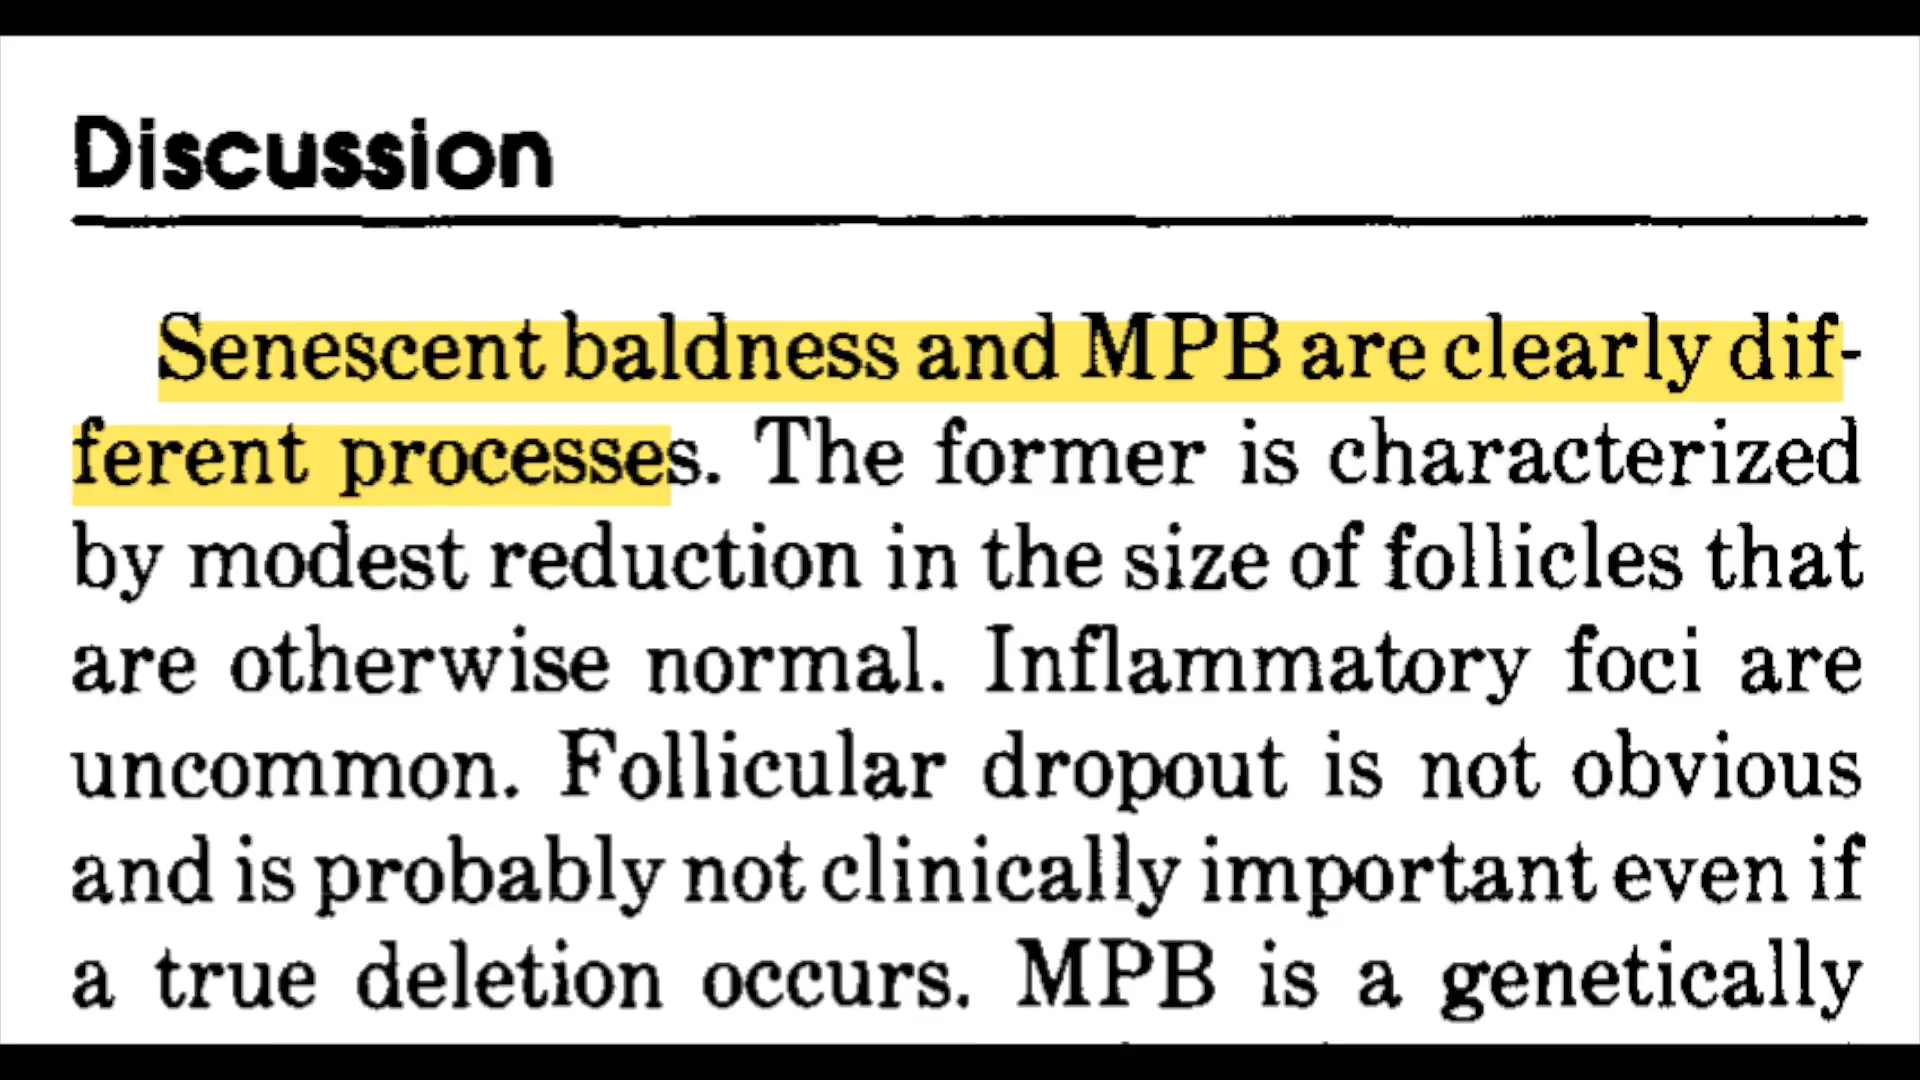 Discussion
Senescent baldness and MPB are clearly dif-
ferent processes. The former is characterized
by modest reduction in the size of follicles that
are otherwise normal. Inflammatory foci are
uncommon. Follicular dropout is not obvious
and is probably not clinically important even if
a true deletion occurs. MPB is a genetically